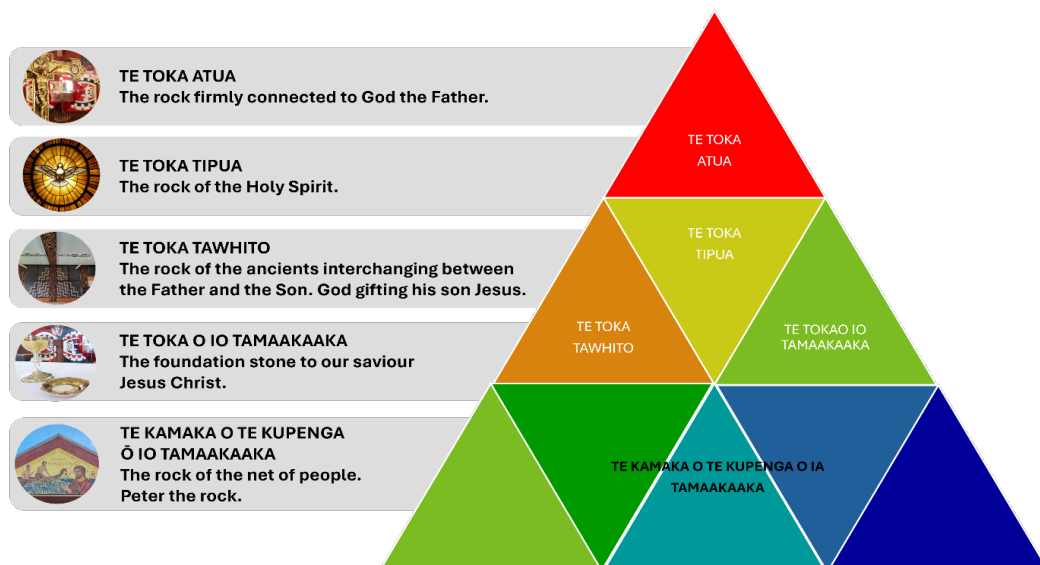 TE TOKA ATUA
The rock firmly connected to God the Father.
TE TOKA TIPUA
The rock of the Holy Spirit.
TE TOKA TAWHITO
The rock of the ancients interchanging between
the Father and the Son. God gifting his son Jesus.
TE TOKA O IO TAMAAKAAKA
The foundation stone to our saviour
Jesus Christ.
TE KAMAKA O TE KUPENGA
Ō IO TAMAAKAAKA
The rock of the net of people.
Peter the rock.
TE TOKA
ATUA
TE TOKA
TIPUA
TE TOKA
TAWHITO
TE TOKAO IO
TAMAAKAAKA
TE KAMAKA O TE KUPENGA O IA
TAMAAKAAKA